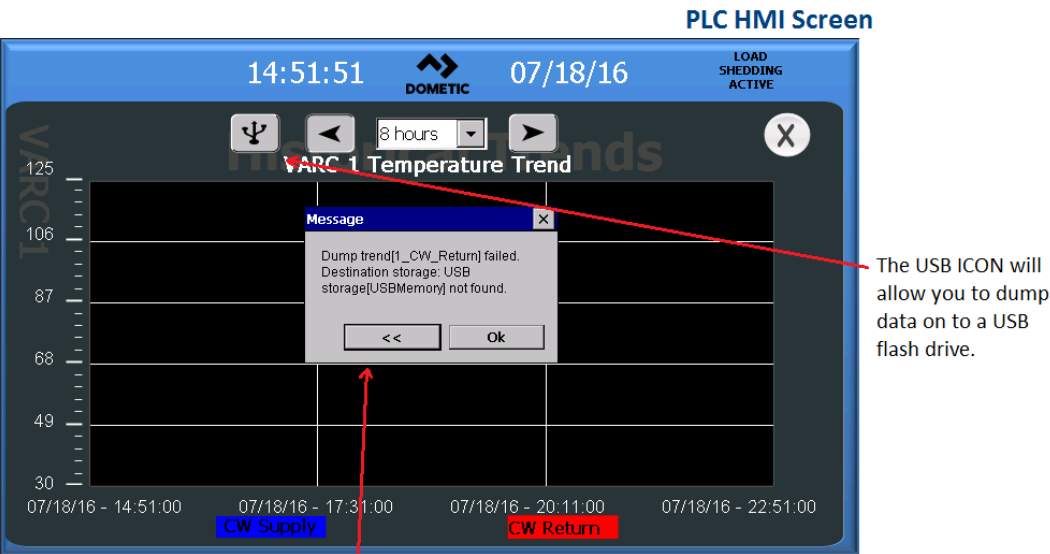 PLC HMI Screen
14:51:51
DOMETIC
07/18/16
LOAD
SHEDDING
ACTIVE
8 hours
X
Historical Trends
VARC 1 Temperature Trend
VARC1
125
106
87
68
49
30
Message
Dump trend[1_CW_Return] failed.
Destination storage: USB
storage[USBMemory] not found.
<<
Ok
07/18/16 - 14:51:00
07/18/16 - 17:31:00
07/18/16 - 20:11:00
07/18/16 - 22:51:00
CW Supply
CW Return
The USB ICON will
allow you to dump
data on to a USB
flash drive.